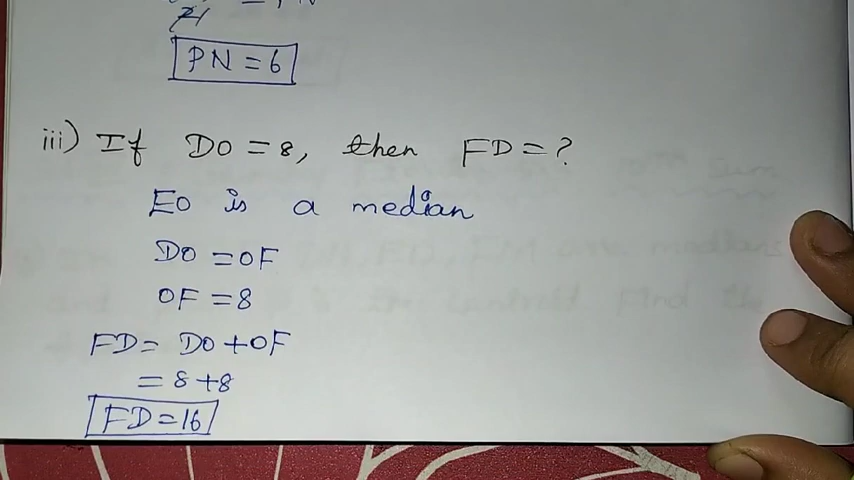 PN = 6
iii) If DO = 8, then FD = ?
EO is a median
DO = OF
OF = 8
FD = DO + OF
= 8 + 8
FD = 16